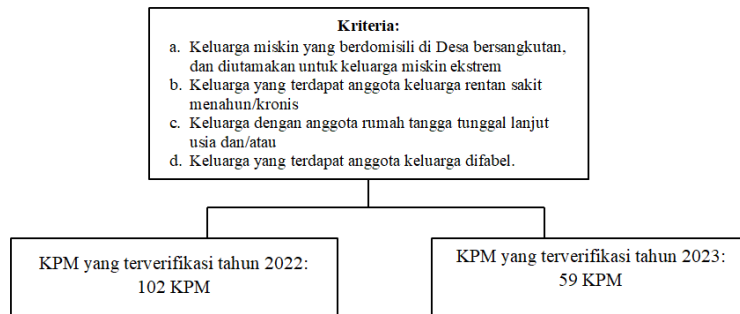 Kriteria:
a. Keluarga miskin yang berdomisili di Desa bersangkutan,
dan diutamakan untuk keluarga miskin ekstrem
b. Keluarga yang terdapat anggota keluarga rentan sakit
menahun/kronis
c. Keluarga dengan anggota rumah tangga tunggal lanjut
usia dan/atau
d. Keluarga yang terdapat anggota keluarga difabel.
KPM yang terverifikasi tahun 2022:
102 KPM
KPM yang terverifikasi tahun 2023:
59 KPM